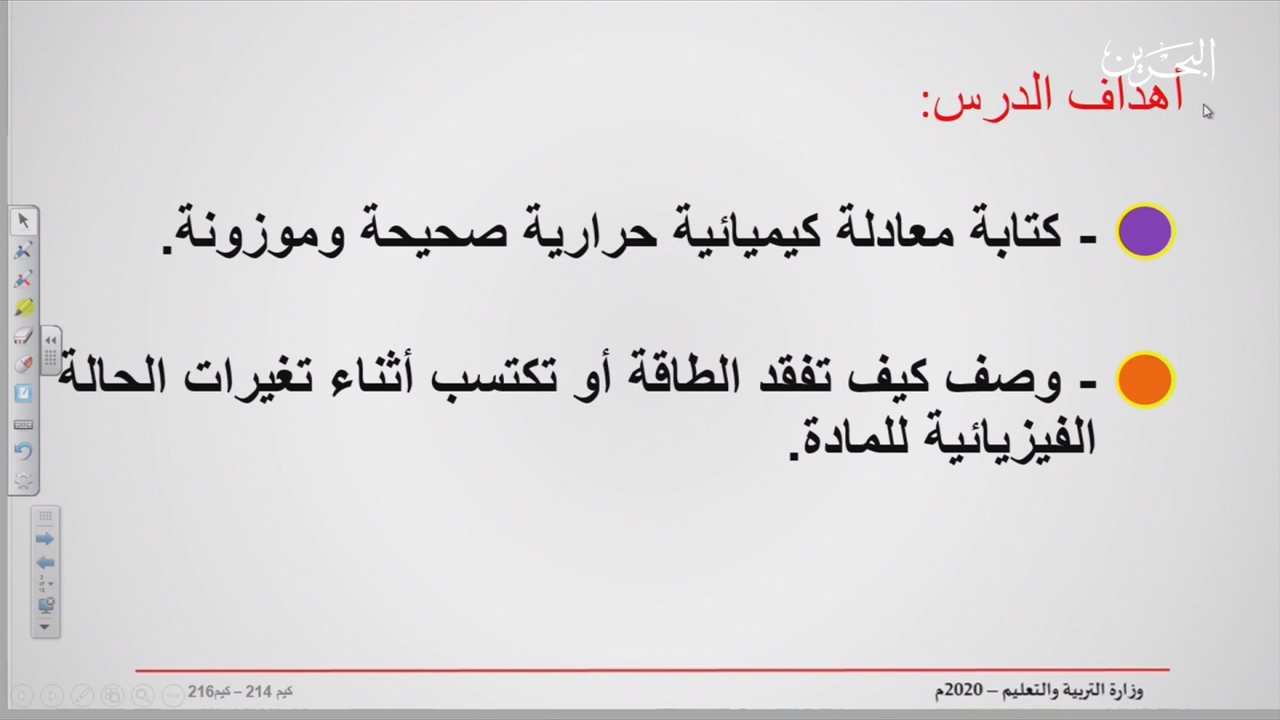 البحرين
أهداف الدرس:
- كتابة معادلة كيميائية حرارية صحيحة وموزونة.
- وصف كيف تفقد الطاقة أو تكتسب أثناء تغيرات الحالة
الفيزيائية للمادة.
وزارة التربية والتعليم – 2020م
كيم 214 – كيم216